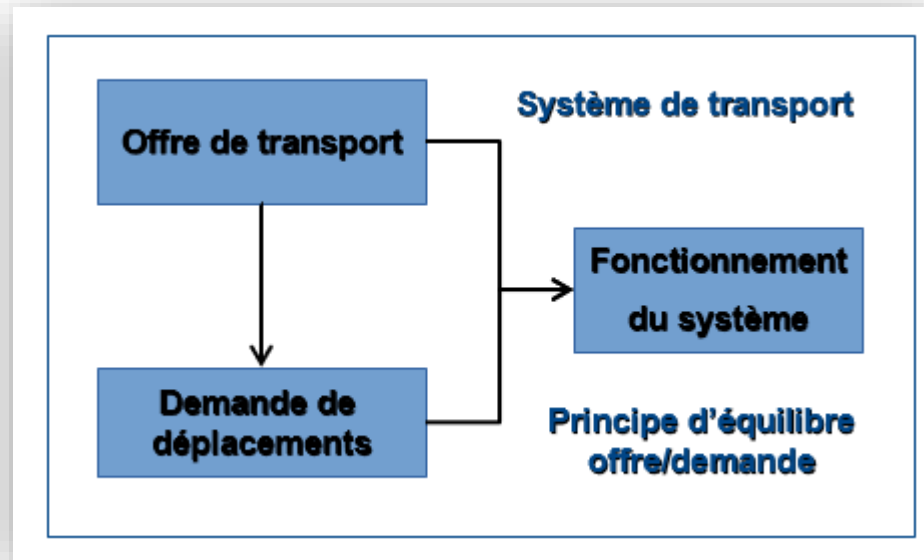 Système de transport
Offre de transport
Fonctionnement
du système
Demande de
déplacements
Principe d'équilibre
offre/demande